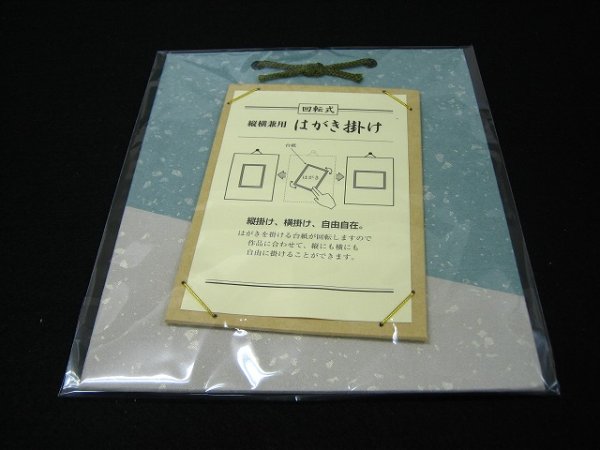 回転式
縦横兼用 はがき掛け
台紙
はがき
縦掛け、横掛け、自由自在。
はがきを掛ける台紙が回転しますので
作品に合わせて、縦にも横にも
自由に掛けることができます。